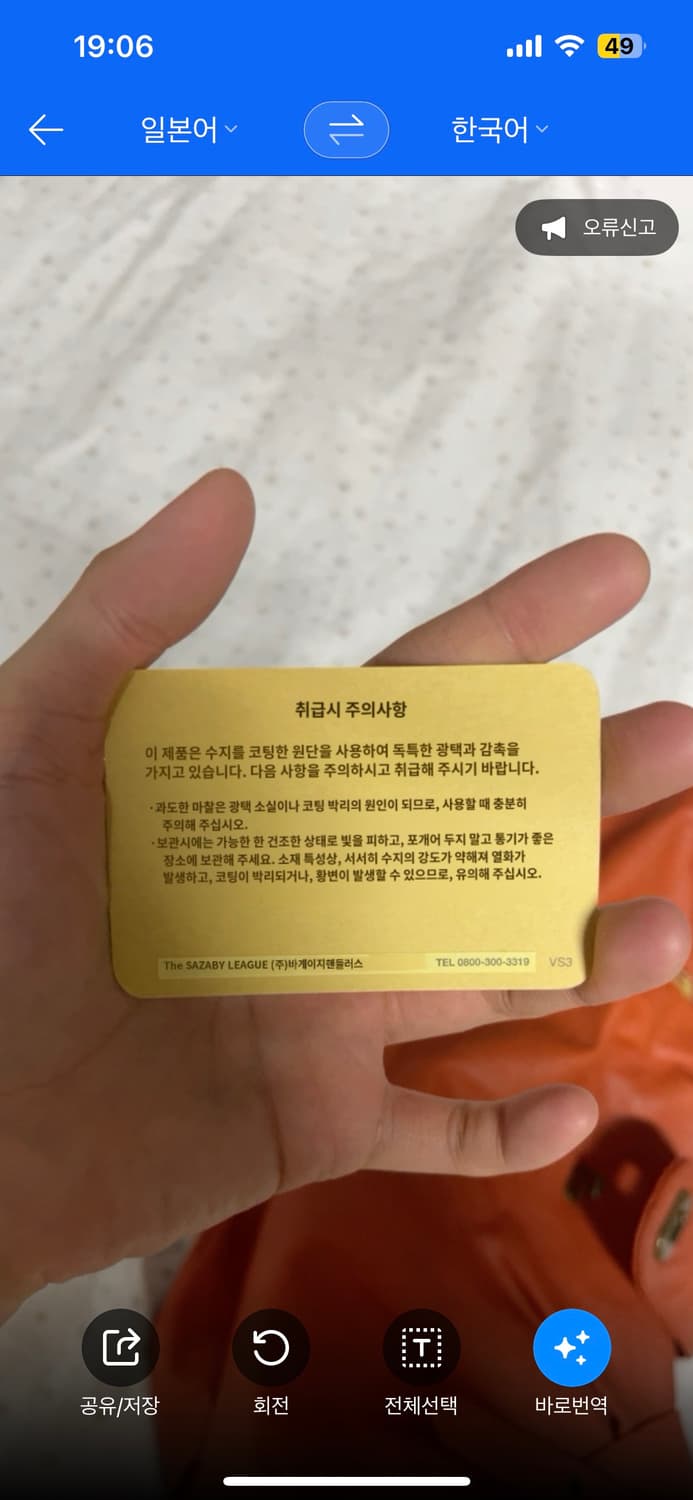 19:06
49
일본어
한국어
오류신고
취급시 주의사항
이 제품은 수지를 코팅한 원단을 사용하여 독특한 광택과 감촉을
가지고 있습니다. 다음 사항을 주의하시고 취급해 주시기 바랍니다.
·과도한 마찰은 광택 소실이나 코팅 박리의 원인이 되므로, 사용할 때 충분히
주의해 주십시오.
·보관시에는 가능한 한 건조한 상태로 빛을 피하고, 포개어 두지 말고 통기가 좋은
장소에 보관해 주세요. 소재 특성상, 서서히 수지의 강도가 약해져 열화가
발생하고, 코팅이 박리되거나, 황변이 발생할 수 있으므로, 유의해 주십시오.
The SAZABY LEAGUE (주)바게이지팬들러스 TEL 0800-300-3319 VS3
공유/저장
회전
전체선택
바로번역